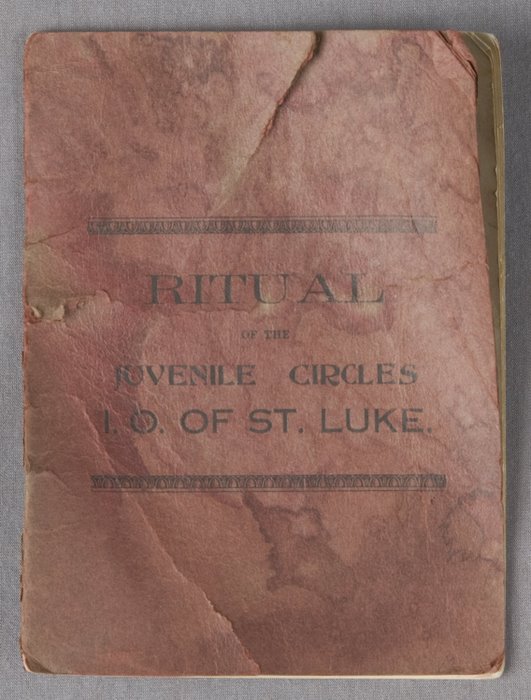 RITUAL
OF THE
JUVENILE CIRCLES
I. O. OF ST. LUKE.